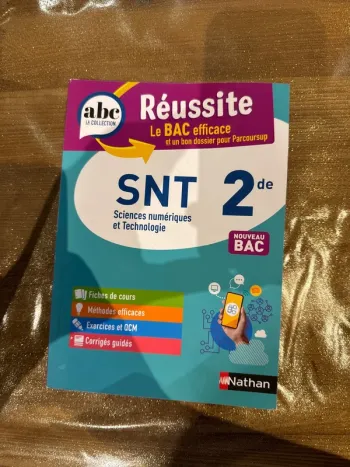 abc
LA COLLECTION
Réussite
Le BAC efficace
et un bon dossier pour Parcoursup
SNT 2de
Sciences numériques
et Technologie
NOUVEAU
BAC
Fiches de cours
Méthodes efficaces
Exercices et QCM
Corrigés guidés
Nathan